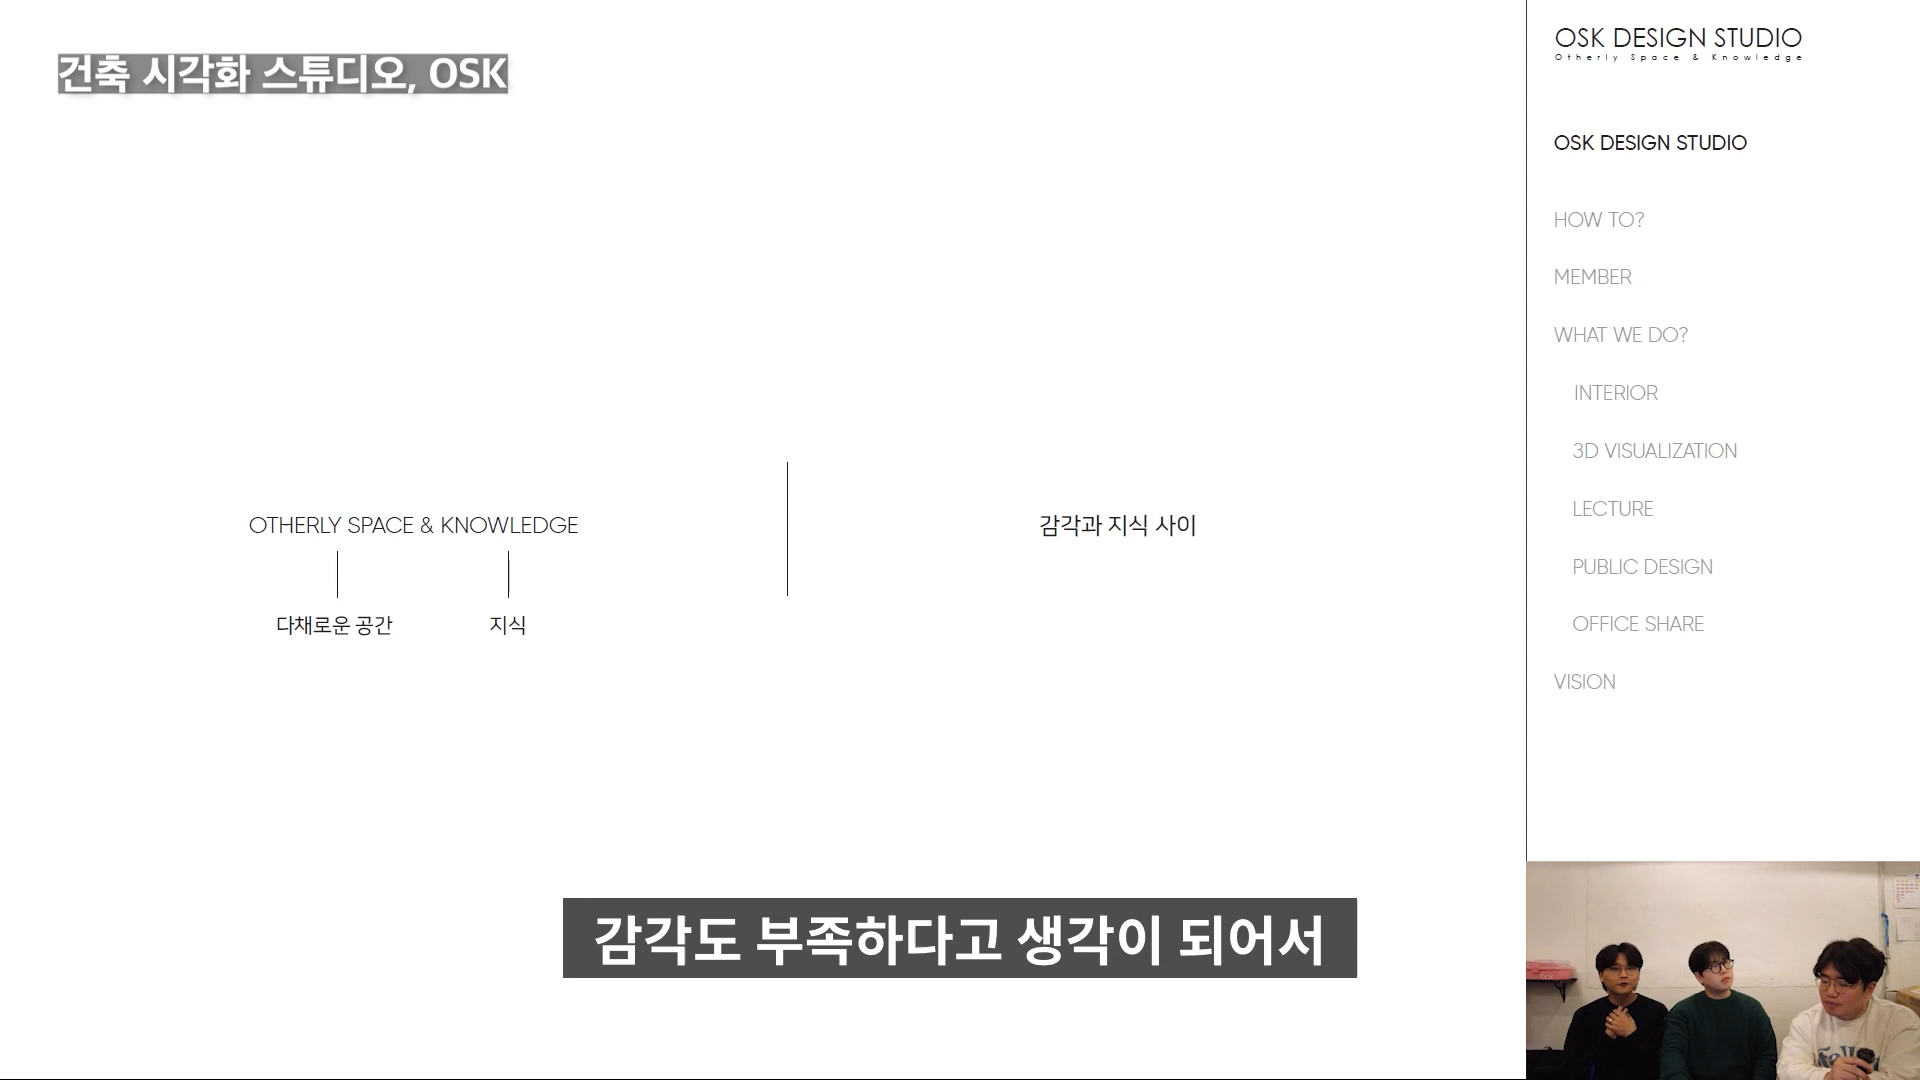 건축 시각화 스튜디오, OSK
OTHERLY SPACE & KNOWLEDGE
다채로운 공간
지식
감각과 지식 사이
감각도 부족하다고 생각이 되어서
OSK DESIGN STUDIO
Otherly Space & Knowledge
OSK DESIGN STUDIO
HOW TO?
MEMBER
WHAT WE DO?
INTERIOR
3D VISUALIZATION
LECTURE
PUBLIC DESIGN
OFFICE SHARE
VISION